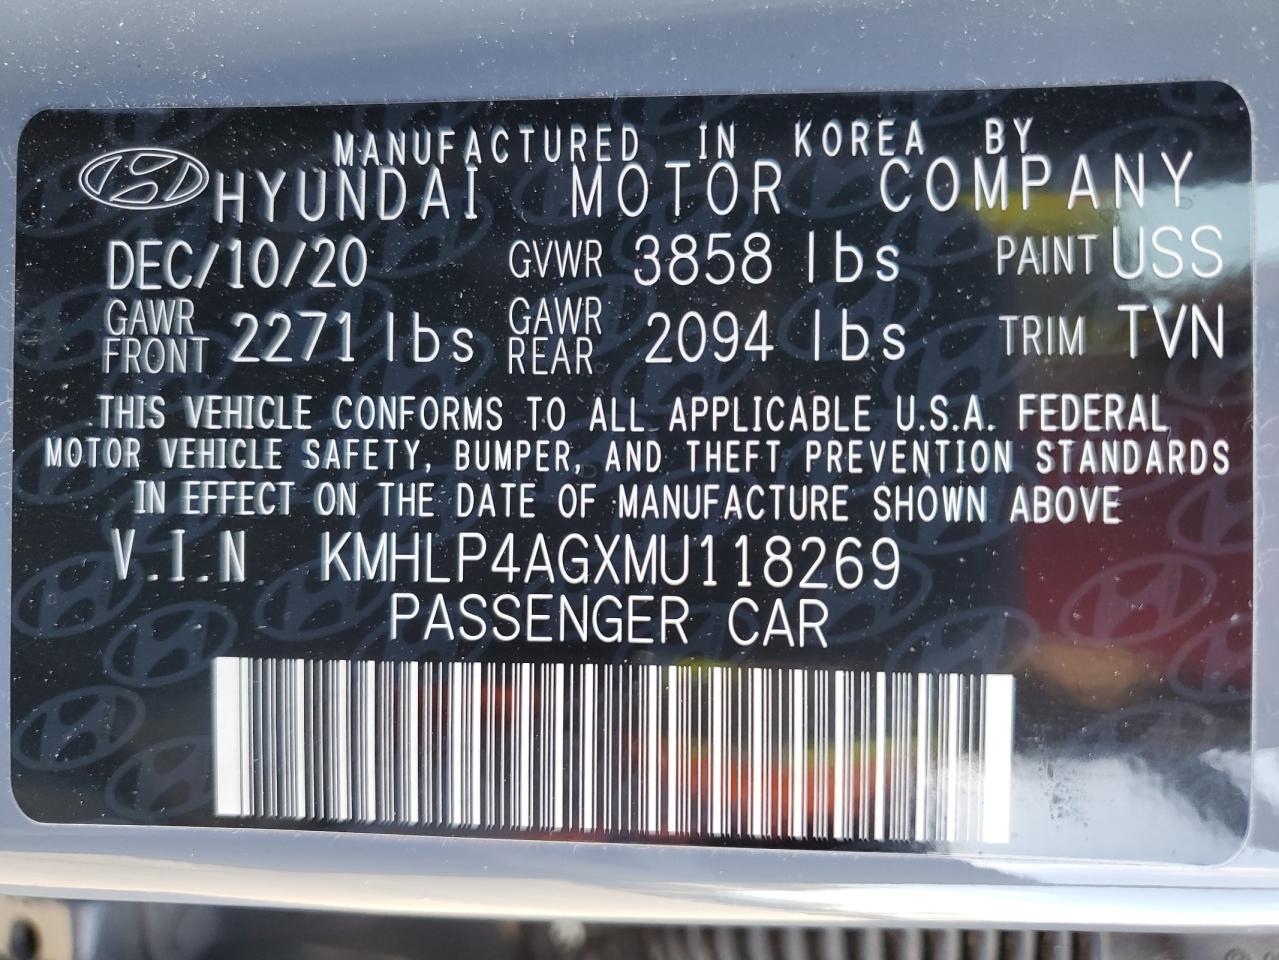 MANUFACTURED IN KOREA BY
HYUNDAI MOTOR COMPANY
DEC/10/20 GVWR 3858 lbs PAINT USS
GAWR FRONT 2271 lbs GAWR REAR 2094 lbs TRIM TVN
THIS VEHICLE CONFORMS TO ALL APPLICABLE U.S.A. FEDERAL
MOTOR VEHICLE SAFETY, BUMPER, AND THEFT PREVENTION STANDARDS
IN EFFECT ON THE DATE OF MANUFACTURE SHOWN ABOVE
V.I.N. KMHLP4AGXMU118269
PASSENGER CAR